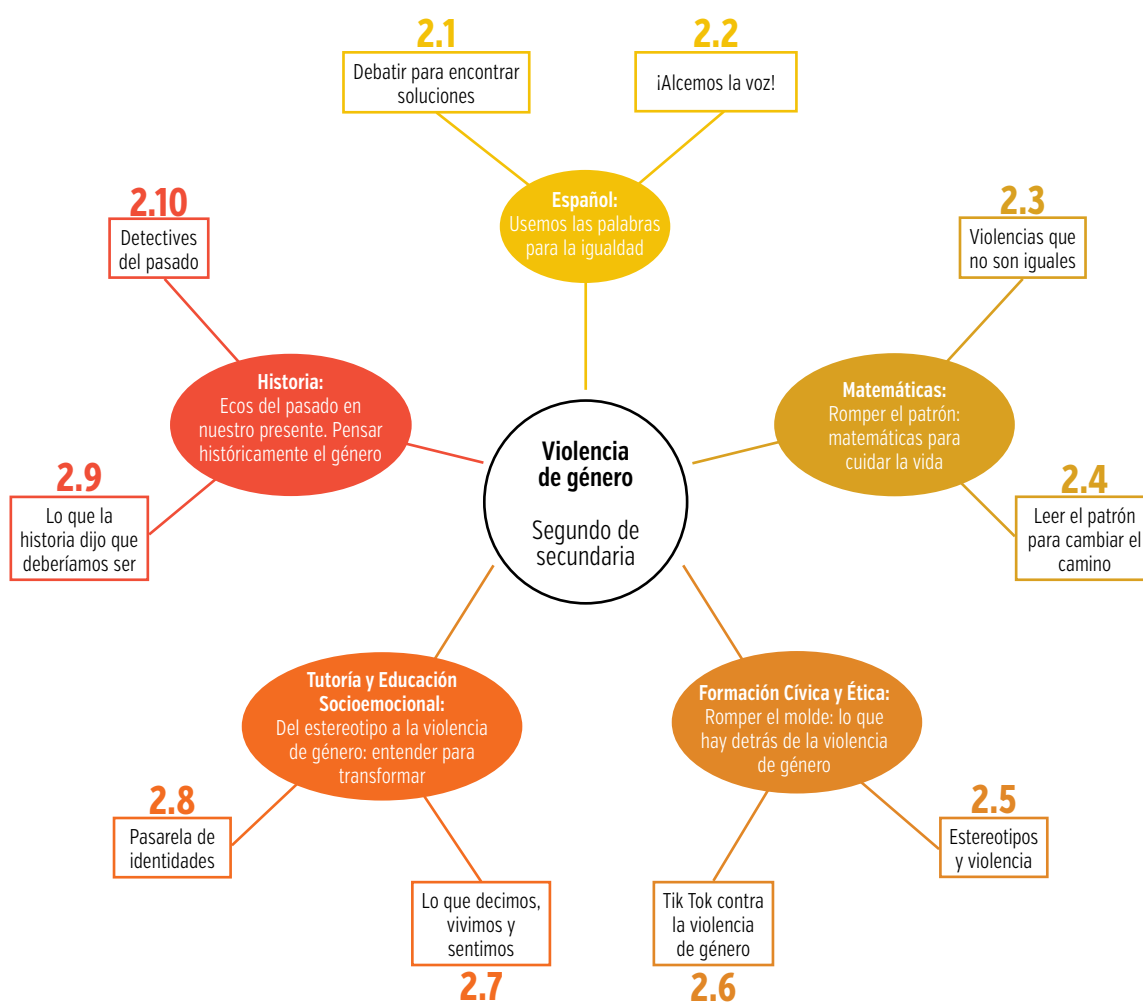 2.1
Debatir para encontrar
soluciones
2.2
¡Alcemos la voz!
Español:
Usemos las palabras
para la igualdad
2.3
Violencias que
no son iguales
Matemáticas:
Romper el patrón:
matemáticas para
cuidar la vida
2.4
Leer el patrón
para cambiar el
camino
2.10
Detectives
del pasado
Historia:
Ecos del pasado en
nuestro presente. Pensar
históricamente el género
2.9
Lo que la
historia dijo que
deberíamos ser
Violencia
de género
Segundo de
secundaria
Tutoría y Educación
Socioemocional:
Del estereotipo a la violencia
de género: entender para
transformar
2.8
Pasarela de
identidades
Lo que decimos,
vivimos y
sentimos
2.7
Formación Cívica y Ética:
Romper el molde: lo que
hay detrás de la violencia
de género
2.5
Estereotipos
y violencia
Tik Tok contra
la violencia
de género
2.6